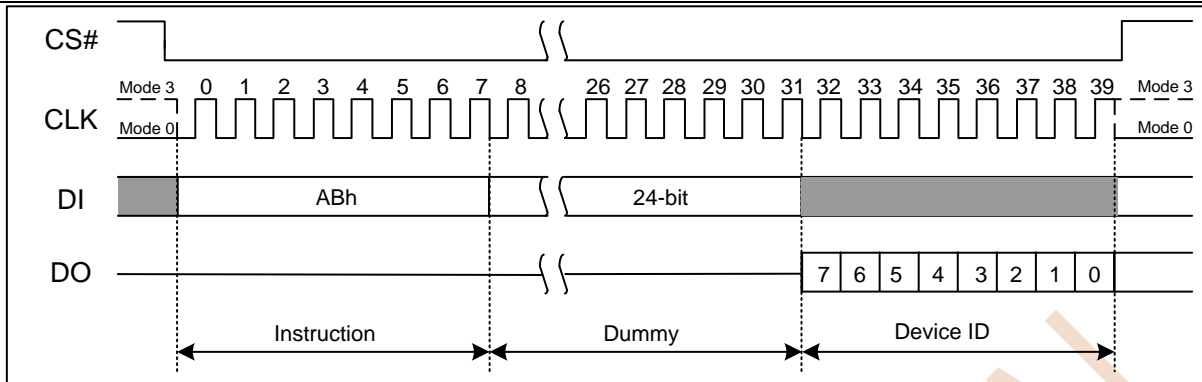 CS#
Mode 3 0 1 2 3 4 5 6 7 8 26 27 28 29 30 31 32 33 34 35 36 37 38 39 Mode 3
CLK
Mode 0 Mode 0
DI ABh 24-bit
DO 7 6 5 4 3 2 1 0
Instruction Dummy Device ID